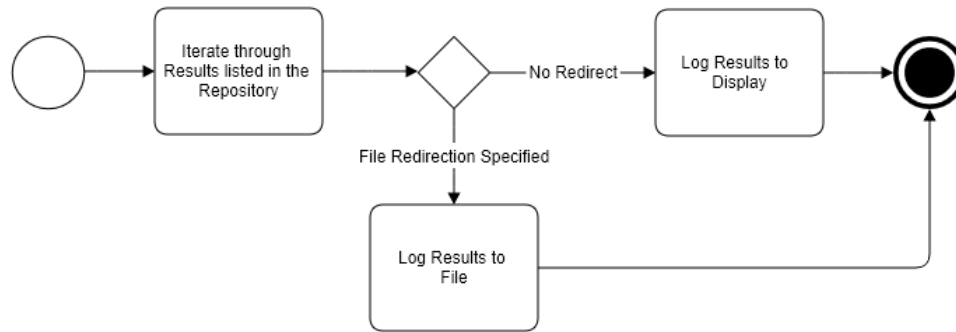 Iterate through
Results listed in the
Repository
No Redirect
Log Results to
Display
File Redirection Specified
Log Results to
File